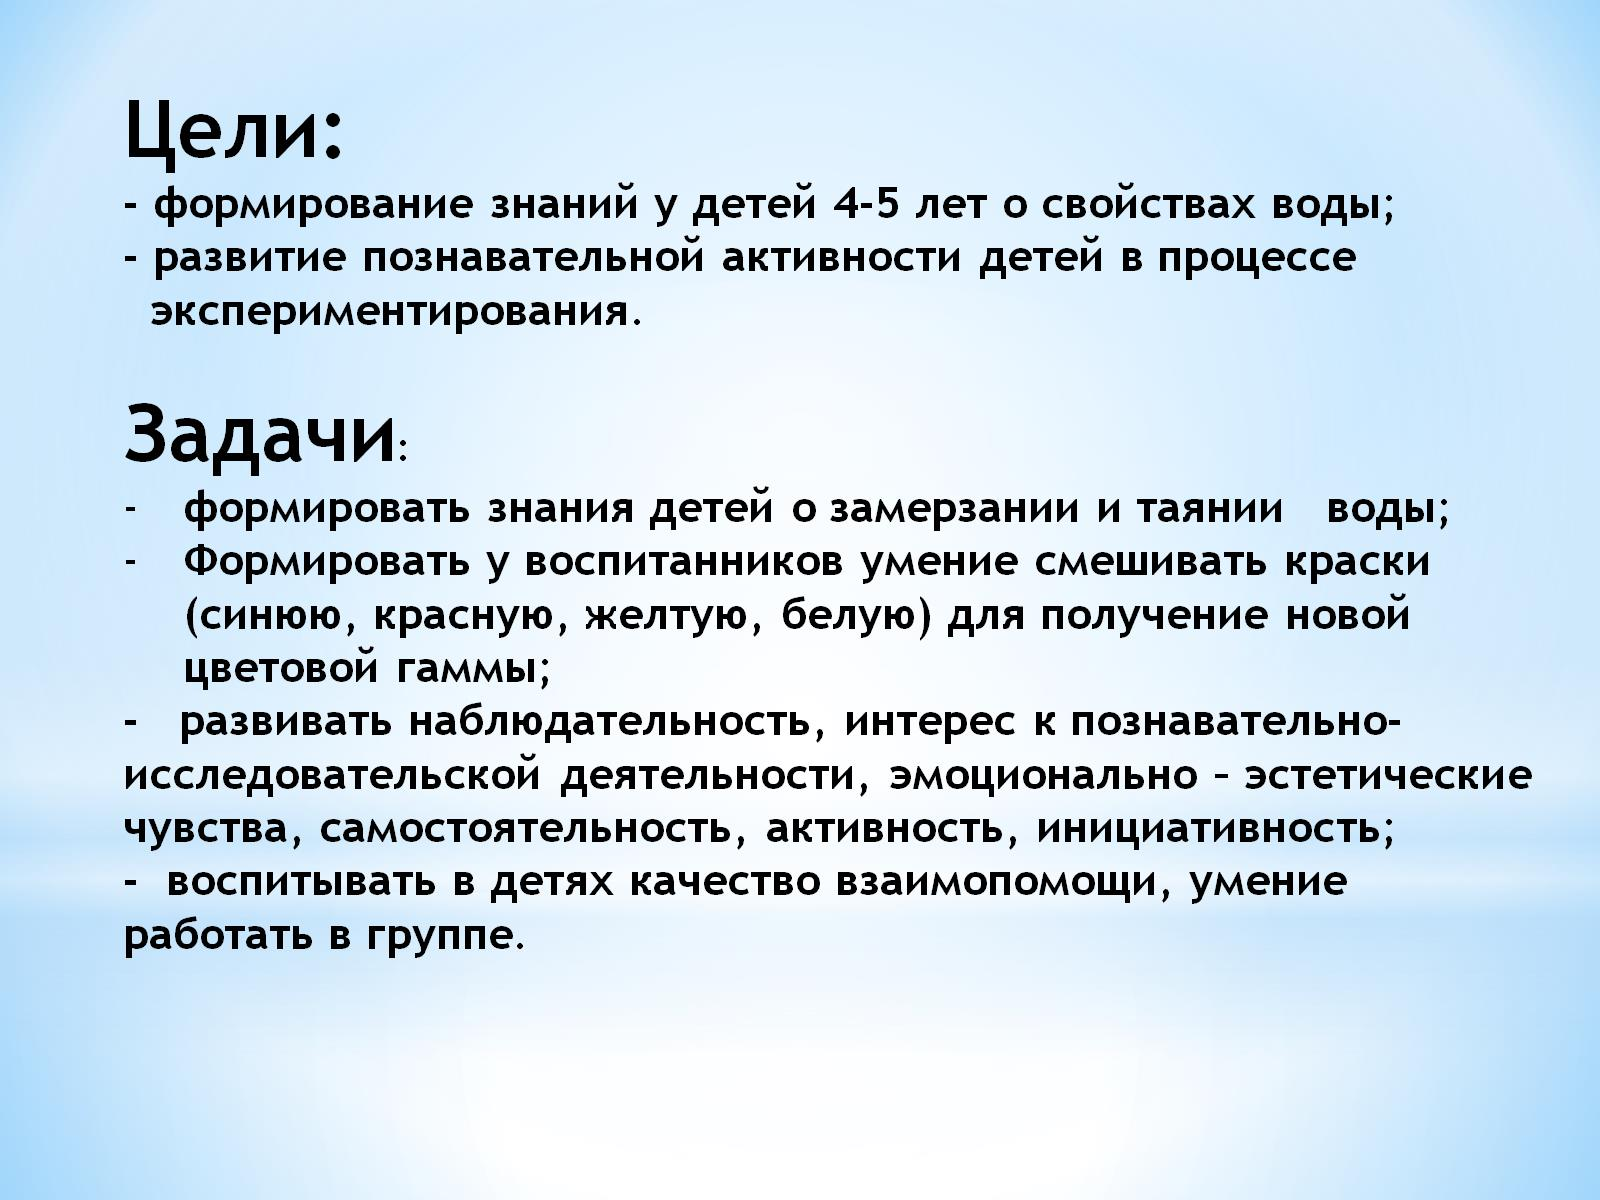 Цели:
- формирование знаний у детей 4-5 лет о свойствах воды;
- развитие познавательной активности детей в процессе
экспериментирования.
Задачи:
- формировать знания детей о замерзании и таянии воды;
- Формировать у воспитанников умение смешивать краски
(синюю, красную, желтую, белую) для получение новой
цветовой гаммы;
- развивать наблюдательность, интерес к познавательно-
исследовательской деятельности, эмоционально – эстетические
чувства, самостоятельность, активность, инициативность;
- воспитывать в детях качество взаимопомощи, умение
работать в группе.